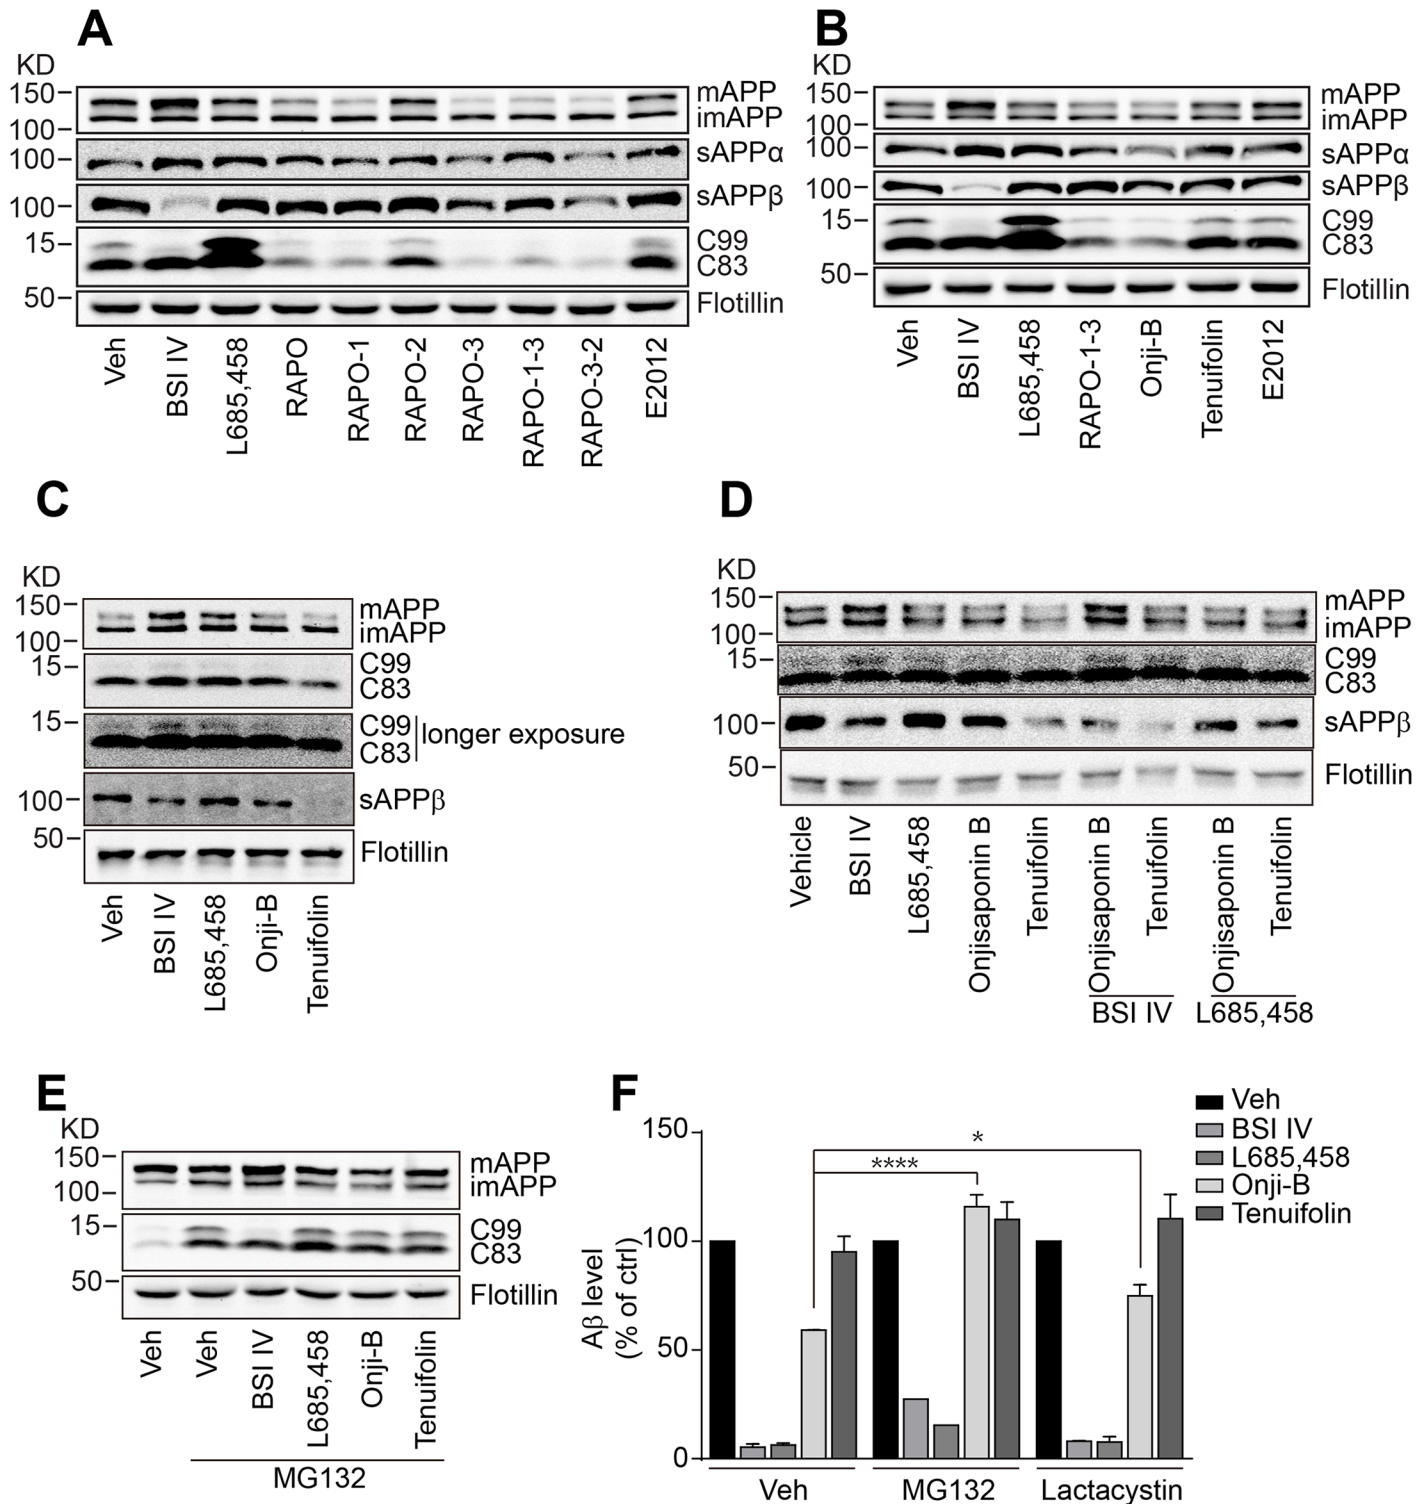 A
KD
150
100
100
100
15
50
mAPP
imAPP
sAPPα
sAPPβ
C99
C83
Flotillin
Veh
BSI IV
L685,458
RAPO
RAPO-1
RAPO-2
RAPO-3
RAPO-1-3
RAPO-3-2
E2012
B
KD
150
100
100
100
15
50
mAPP
imAPP
sAPPα
sAPPβ
C99
C83
Flotillin
Veh
BSI IV
L685,458
RAPO-1-3
Onji-B
Tenuifolin
E2012
C
KD
150
100
15
15
100
50
mAPP
imAPP
C99
C83
C99
C83
longer exposure
sAPPβ
Flotillin
Veh
BSI IV
L685,458
Onji-B
Tenuifolin
D
KD
150
100
15
100
50
mAPP
imAPP
C99
C83
sAPPβ
Flotillin
Vehicle
BSI IV
L685,458
Onjisaponin B
Tenuifolin
Onjisaponin B
Tenuifolin
Onjisaponin B
Tenuifolin
BSI IV
L685,458
E
KD
150
100
15
50
mAPP
imAPP
C99
C83
Flotillin
Veh
Veh
BSI IV
L685,458
Onji-B
Tenuifolin
MG132
F
Aβ level
(% of ctrl)
150
100
50
0
*
****
Veh
BSI IV
L685,458
Onji-B
Tenuifolin
Veh
MG132
Lactacystin